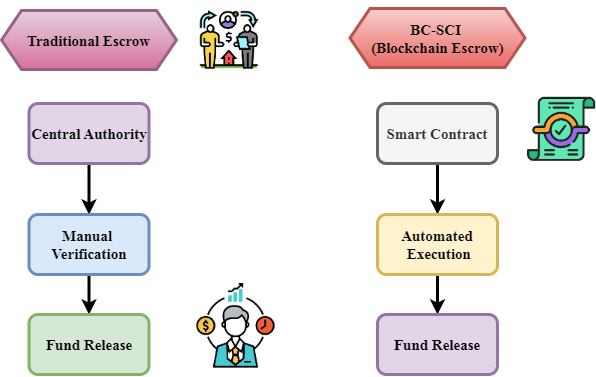 Traditional Escrow
BC-SCI
(Blockchain Escrow)
Central Authority
Smart Contract
Manual
Verification
Automated
Execution
Fund Release
Fund Release
$
$